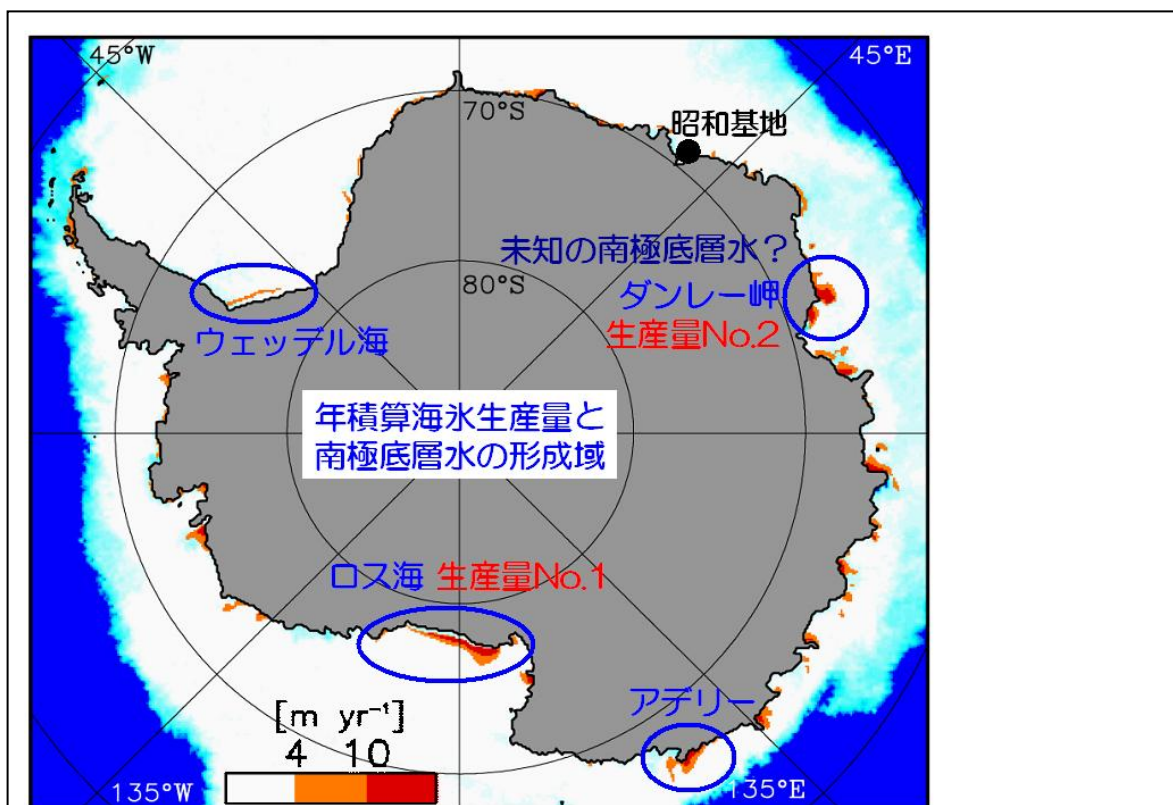 45°W
45°E
70°S
昭和基地
未知の南極底層水?
80°S
ダンレー岬
生産量No.2
ウェッデル海
年積算海氷生産量と
南極底層水の形成域
ロス海 生産量No.1
アデリー
[m yr⁻¹]
4 10
135°W
135°E